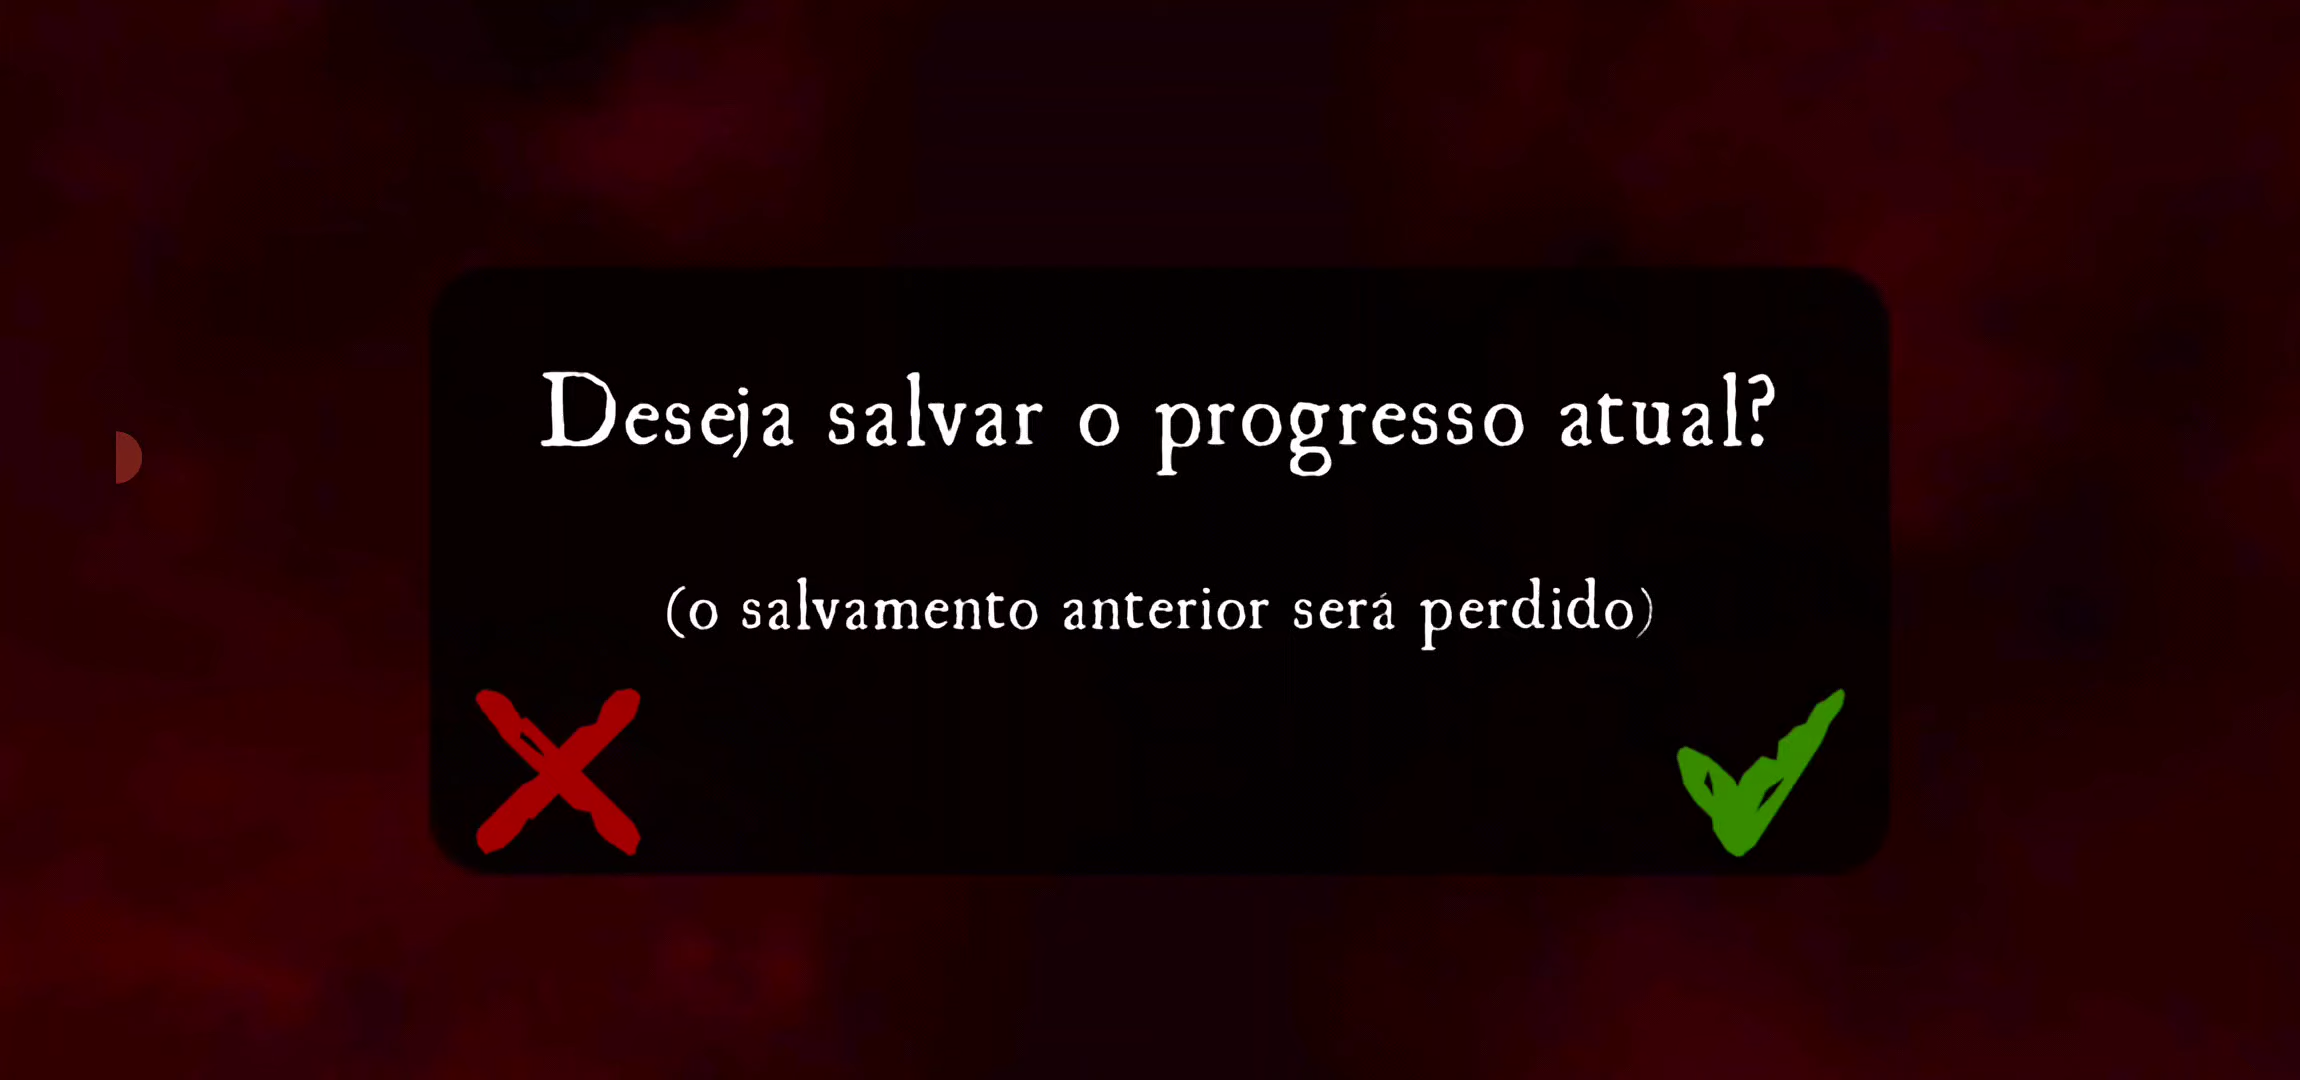 Deseja salvar o progresso atual?
(o salvamento anterior será perdido)